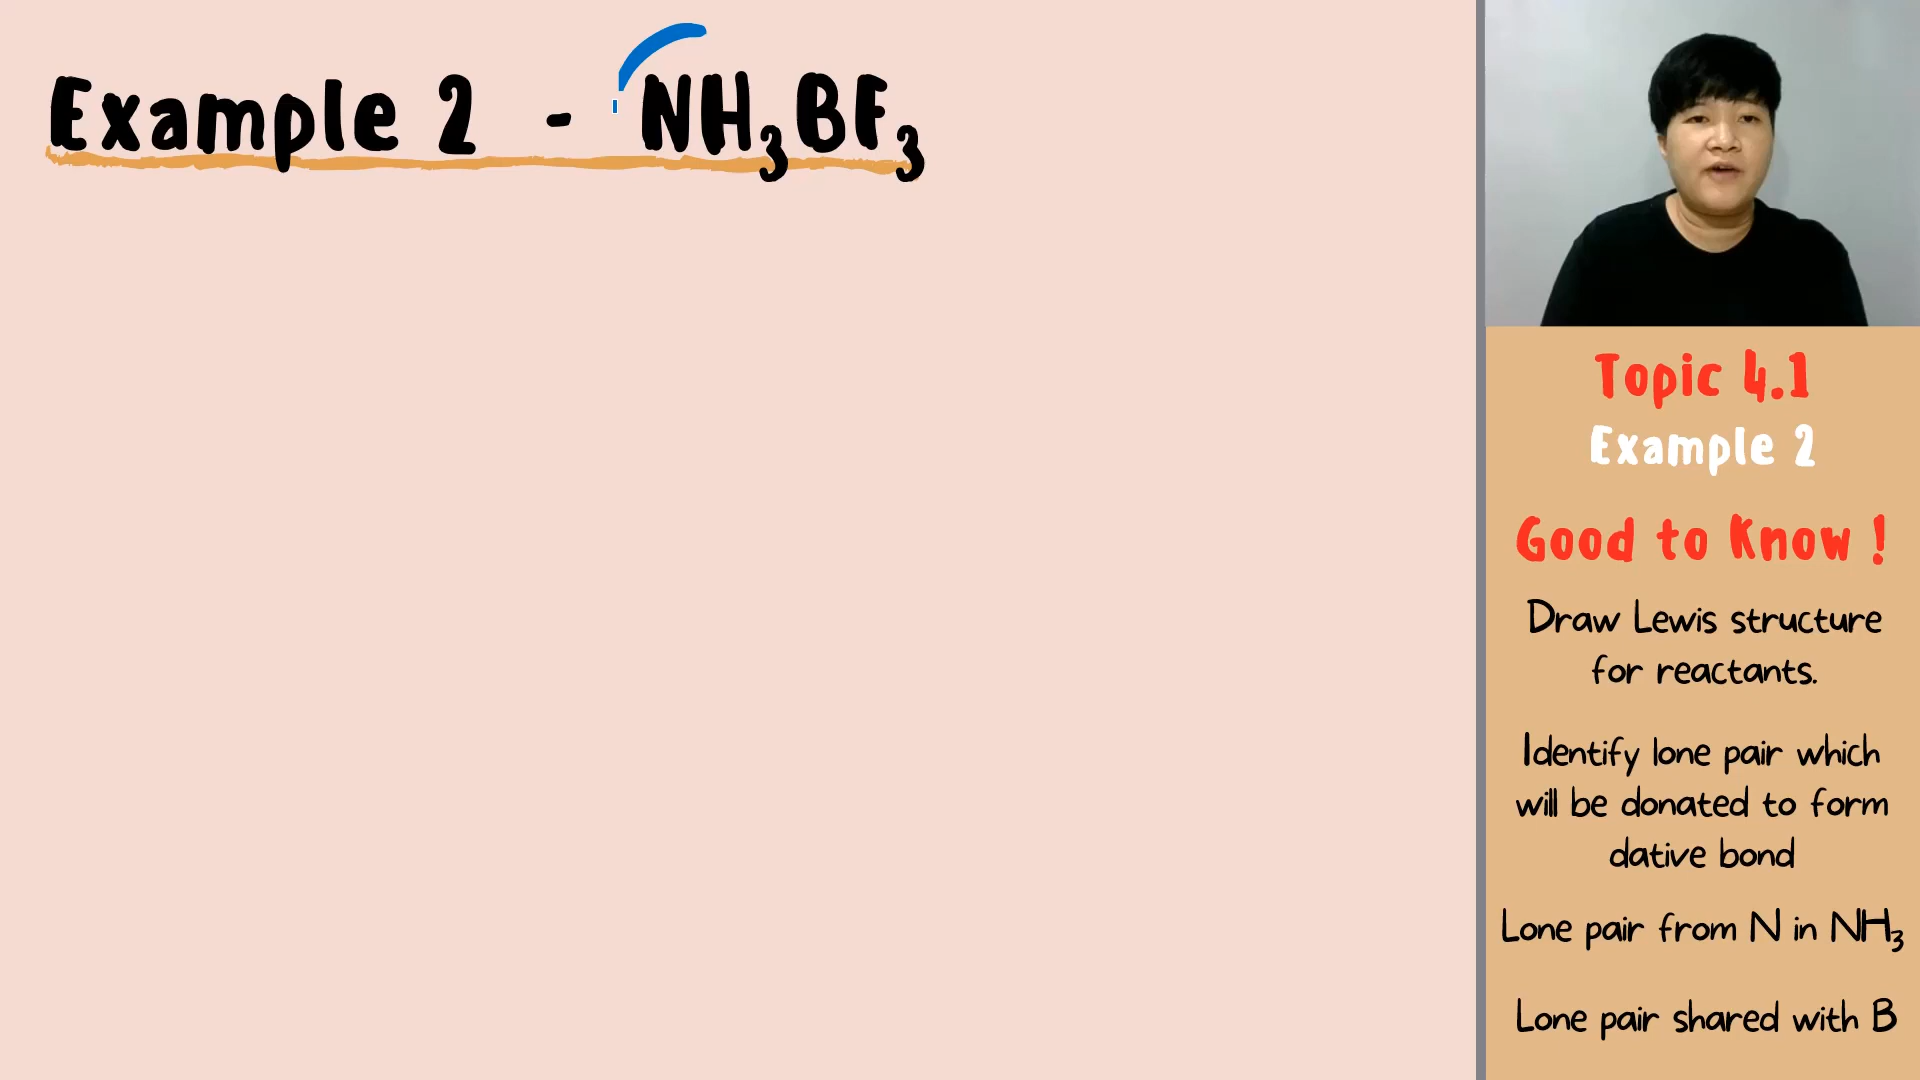 Example 2 - NH₃BF₃
Topic 4.1
Example 2
Good to Know !
Draw Lewis structure
for reactants.
Identify lone pair which
will be donated to form
dative bond
Lone pair from N in NH₃
Lone pair shared with B